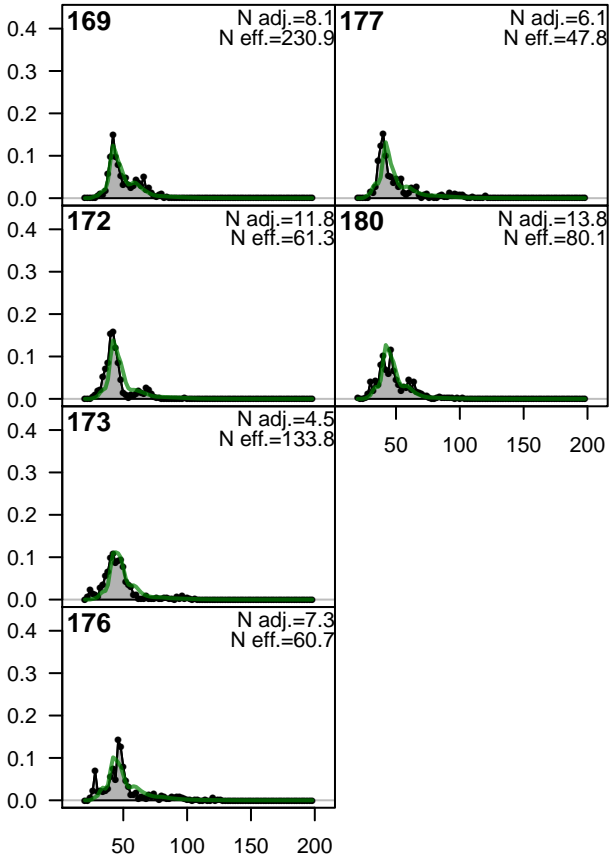 169
N adj.=8.1
N eff.=230.9
177
N adj.=6.1
N eff.=47.8
0.4
0.3
0.2
0.1
0.0
172
N adj.=11.8
N eff.=61.3
180
N adj.=13.8
N eff.=80.1
0.4
0.3
0.2
0.1
0.0
50 100 150 200
173
N adj.=4.5
N eff.=133.8
0.4
0.3
0.2
0.1
0.0
176
N adj.=7.3
N eff.=60.7
0.4
0.3
0.2
0.1
0.0
50 100 150 200